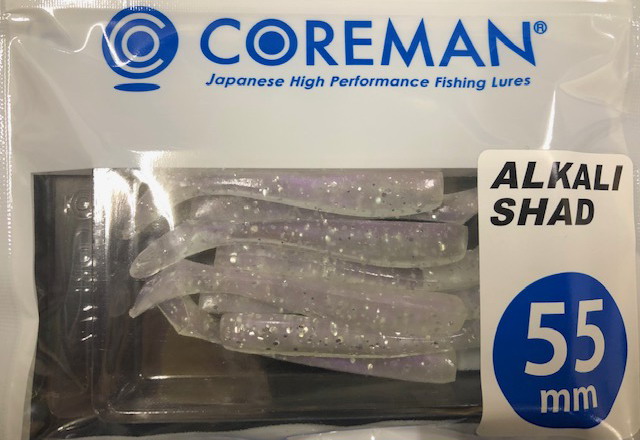 COREMAN®
Japanese High Performance Fishing Lures
ALKALI
SHAD
55
mm